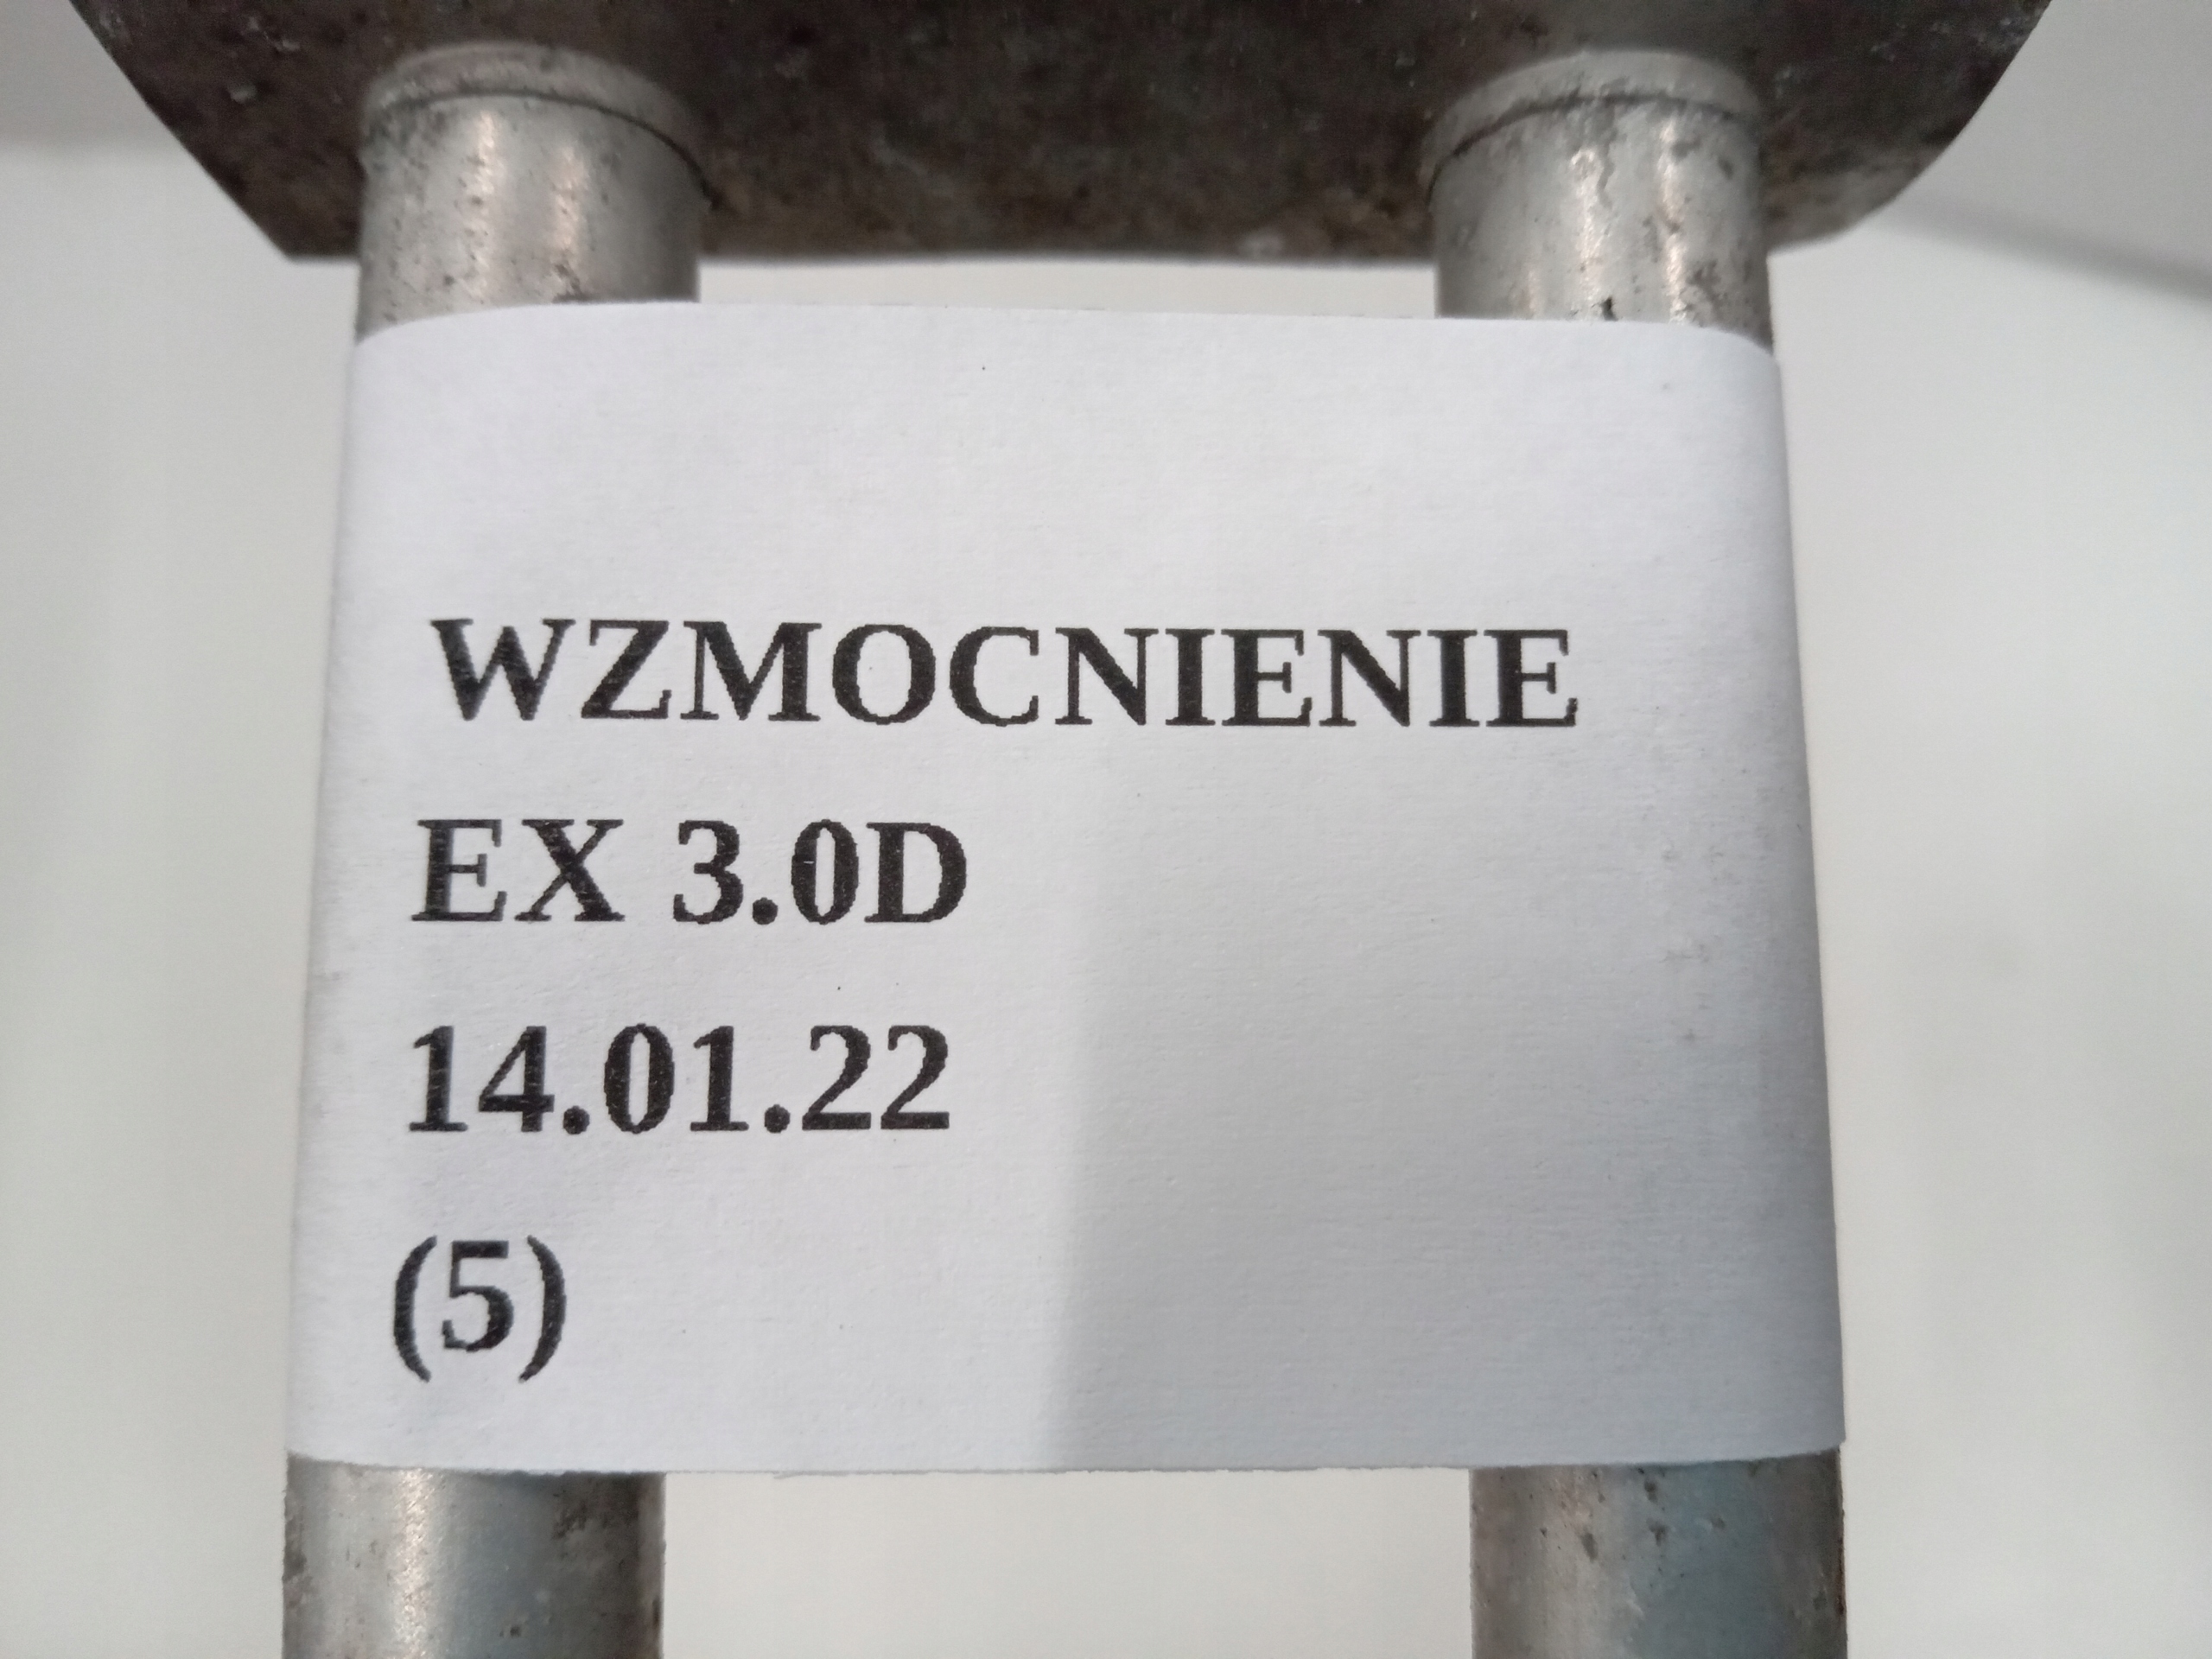 WZMOCNIENIE
EX 3.0D
14.01.22
(5)